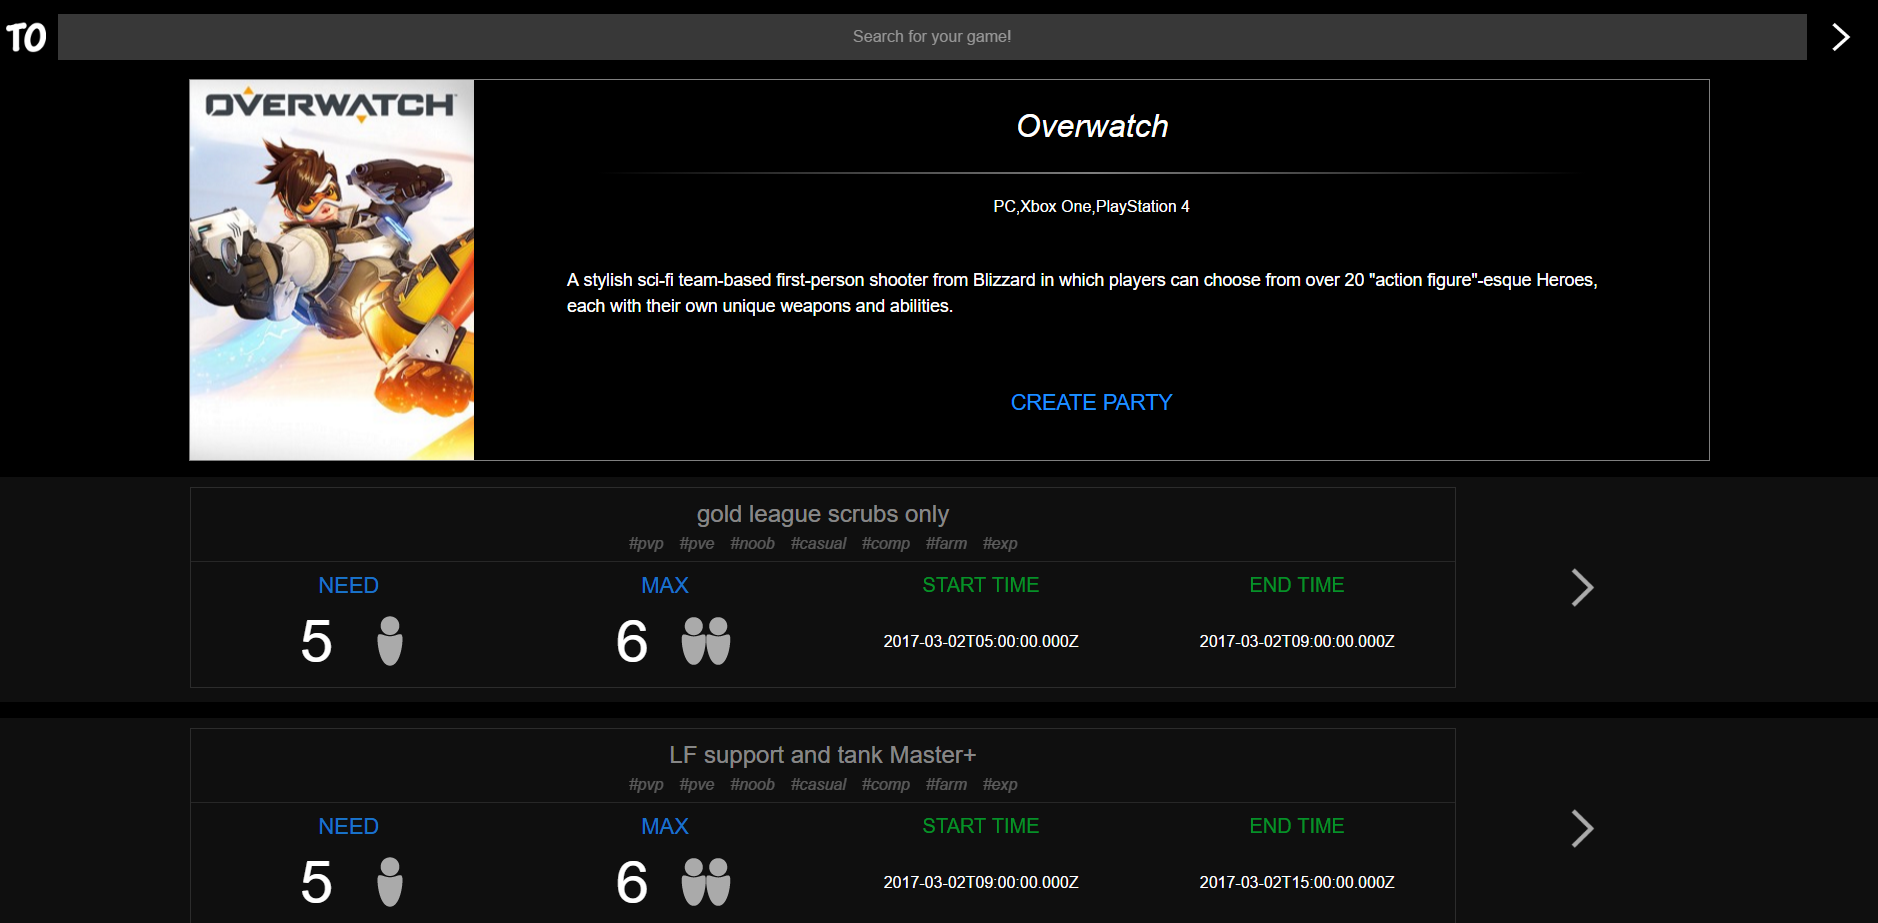 TO
Search for your game!
OVERWATCH
Overwatch
PC,Xbox One,PlayStation 4
A stylish sci-fi team-based first-person shooter from Blizzard in which players can choose from over 20 "action figure"-esque Heroes,
each with their own unique weapons and abilities.
CREATE PARTY
gold league scrubs only
#pvp #pve #noob #casual #comp #farm #exp
NEED MAX START TIME END TIME
5 6 2017-03-02T05:00:00.000Z 2017-03-02T09:00:00.000Z
LF support and tank Master+
#pvp #pve #noob #casual #comp #farm #exp
NEED MAX START TIME END TIME
5 6 2017-03-02T09:00:00.000Z 2017-03-02T15:00:00.000Z